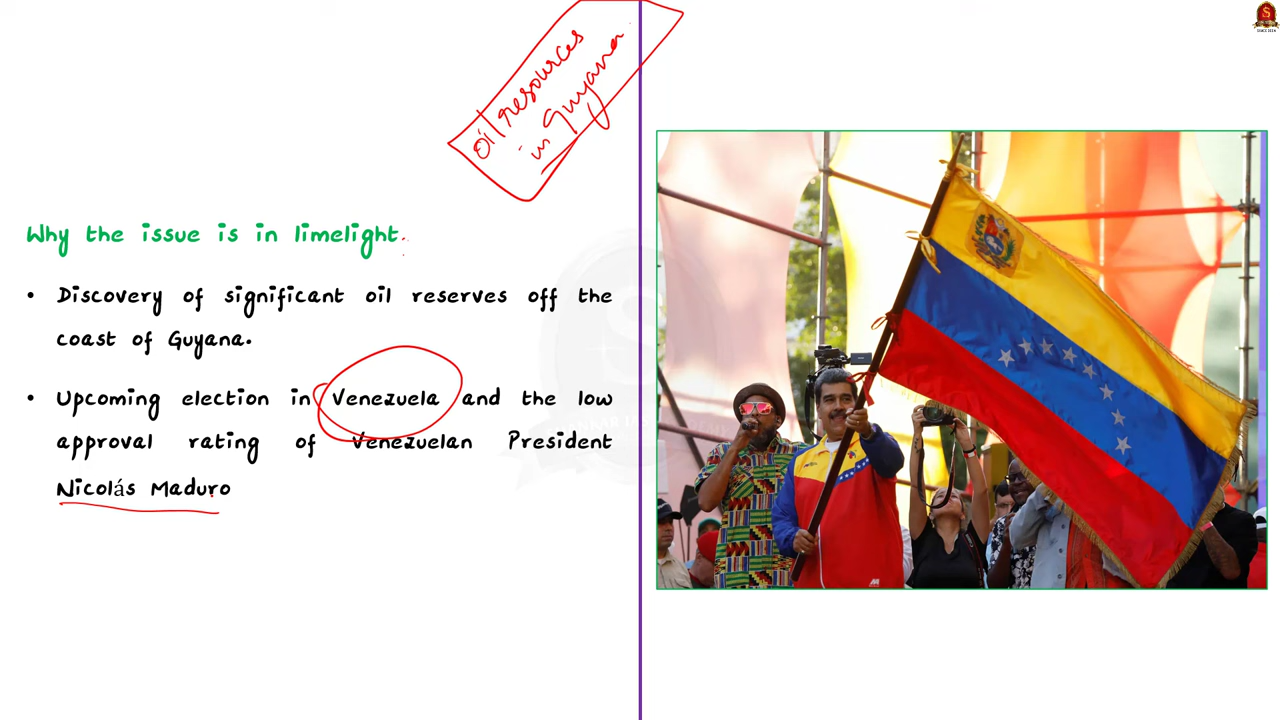 oil resources
in Guyana.
Why the issue is in limelight.
• Discovery of significant oil reserves off the
coast of Guyana.
• Upcoming election in Venezuela and the low
approval rating of Venezuelan President
Nicolás Maduro